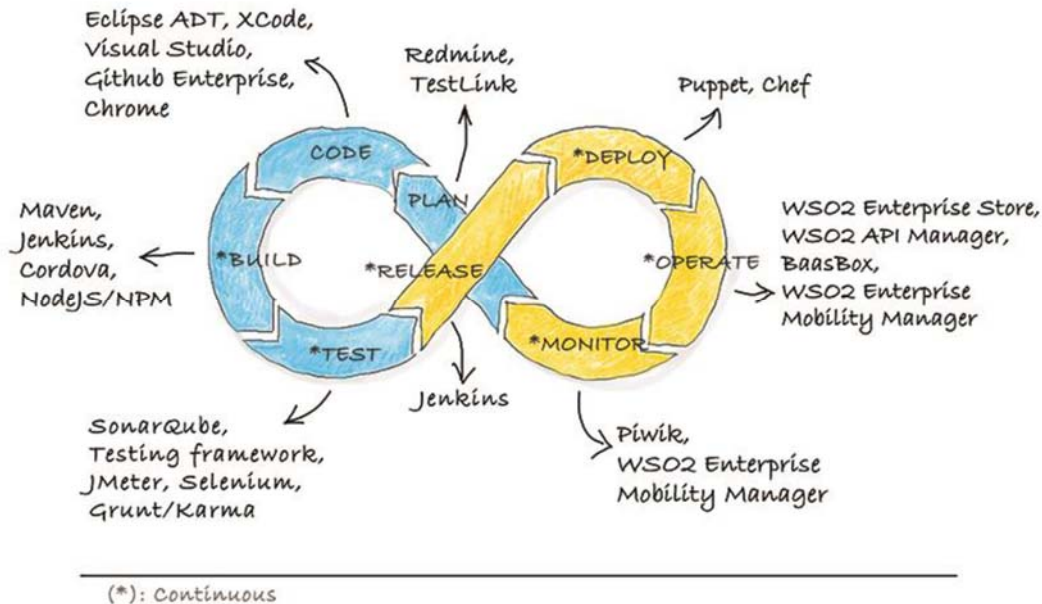 Eclipse ADT, XCode,
Visual Studio,
Github Enterprise,
Chrome
Redmine,
TestLink
Puppet, Chef
CODE
*DEPLOY
PLAN
Maven,
Jenkins,
Cordova,
NodeJS/NPM
*BUILD
*RELEASE
*OPERATE
WSO2 Enterprise Store,
WSO2 API Manager,
BaasBox,
WSO2 Enterprise
Mobility Manager
*TEST
*MONITOR
Jenkins
SonarQube,
Testing framework,
JMeter, Selenium,
Grunt/Karma
Piwik,
WSO2 Enterprise
Mobility Manager
(*): Continuous